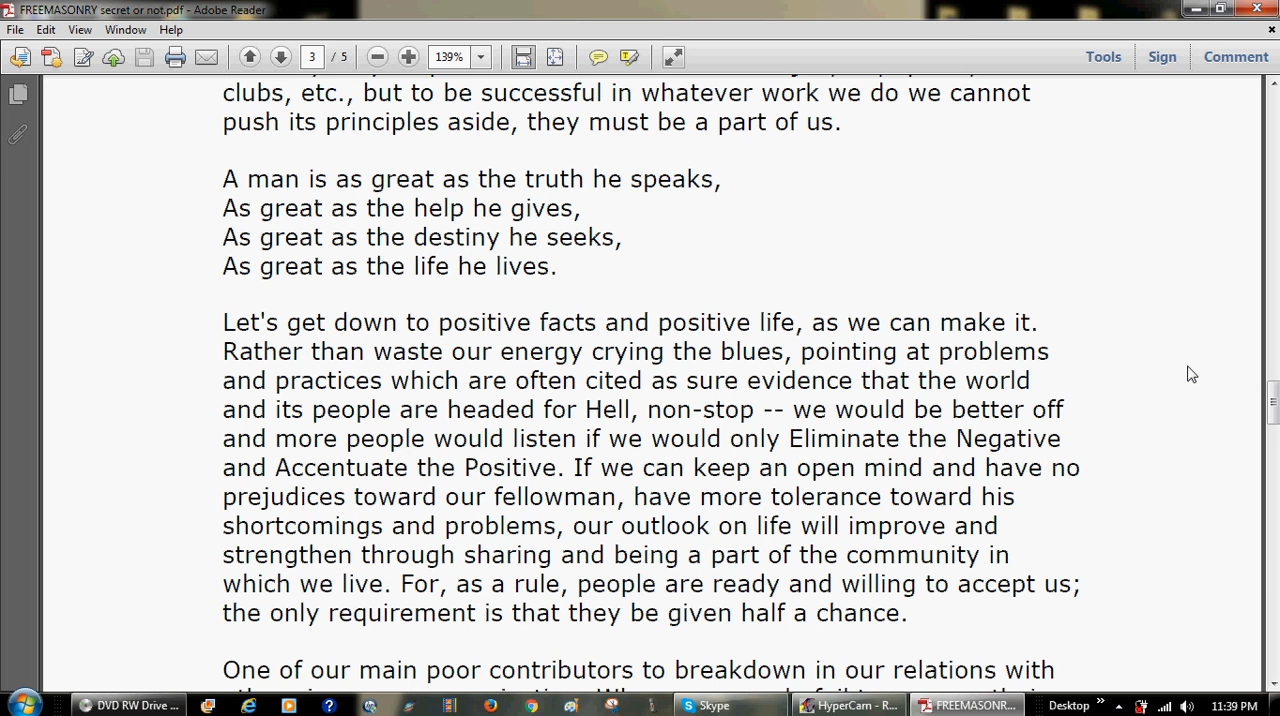 FREEMASONRY secret or not.pdf - Adobe Reader
File Edit View Window Help
3 / 5 139% Tools Sign Comment
clubs, etc., but to be successful in whatever work we do we cannot
push its principles aside, they must be a part of us.
A man is as great as the truth he speaks,
As great as the help he gives,
As great as the destiny he seeks,
As great as the life he lives.
Let's get down to positive facts and positive life, as we can make it.
Rather than waste our energy crying the blues, pointing at problems
and practices which are often cited as sure evidence that the world
and its people are headed for Hell, non-stop -- we would be better off
and more people would listen if we would only Eliminate the Negative
and Accentuate the Positive. If we can keep an open mind and have no
prejudices toward our fellowman, have more tolerance toward his
shortcomings and problems, our outlook on life will improve and
strengthen through sharing and being a part of the community in
which we live. For, as a rule, people are ready and willing to accept us;
the only requirement is that they be given half a chance.
One of our main poor contributors to breakdown in our relations with
DVD RW Drive ... Skype HyperCam - R... FREEMASONR... Desktop » 11:39 PM